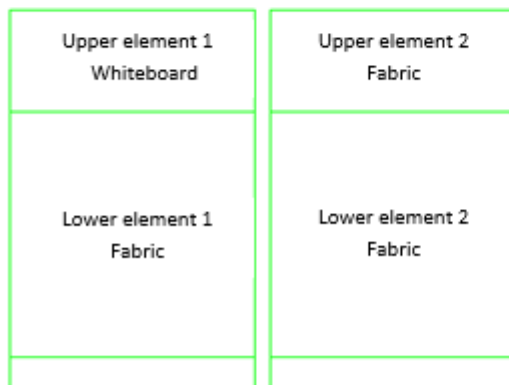 Upper element 1
Whiteboard
Upper element 2
Fabric
Lower element 1
Fabric
Lower element 2
Fabric